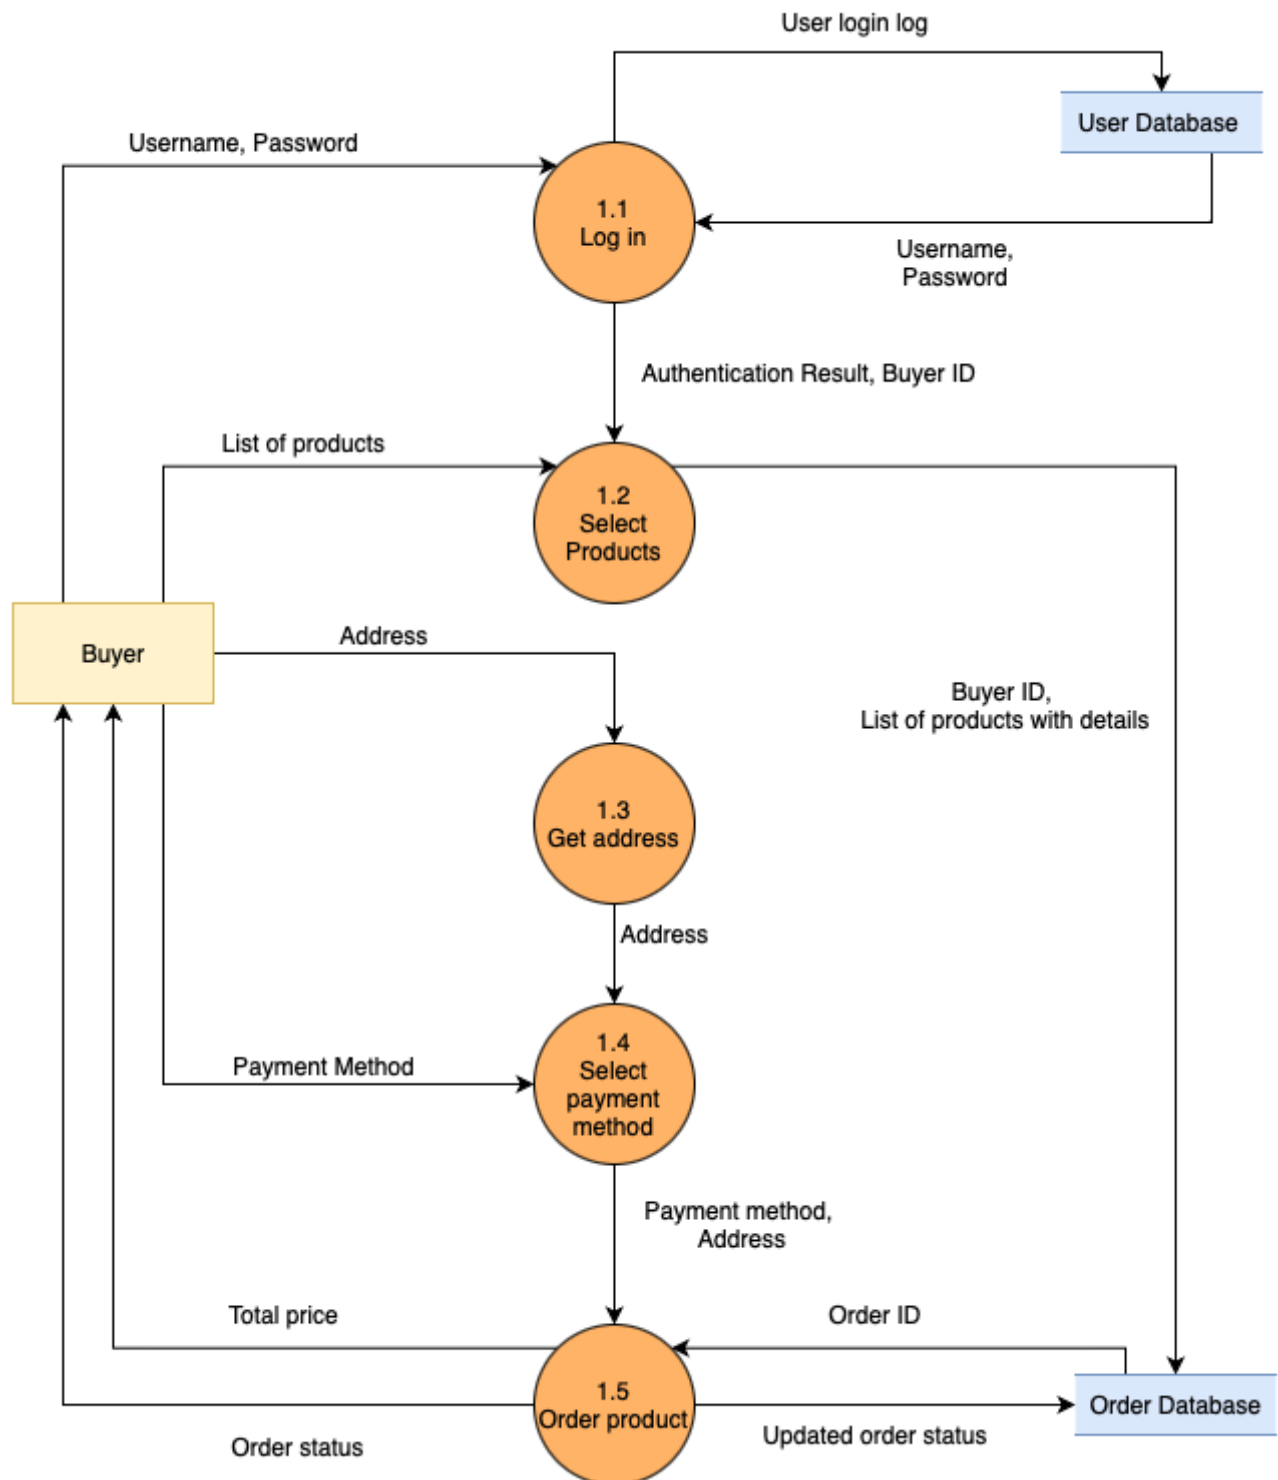 User login log
User Database
Username, Password
1.1
Log in
Username,
Password
Authentication Result, Buyer ID
List of products
1.2
Select
Products
Address
Buyer
Buyer ID,
List of products with details
1.3
Get address
Address
1.4
Select
payment
method
Payment Method
Payment method,
Address
Total price
Order ID
1.5
Order product
Order Database
Order status
Updated order status